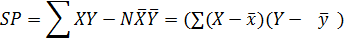 SP = ∑ XY − NX̄Ȳ = (∑(X − x̄)(Y −  ȳ )